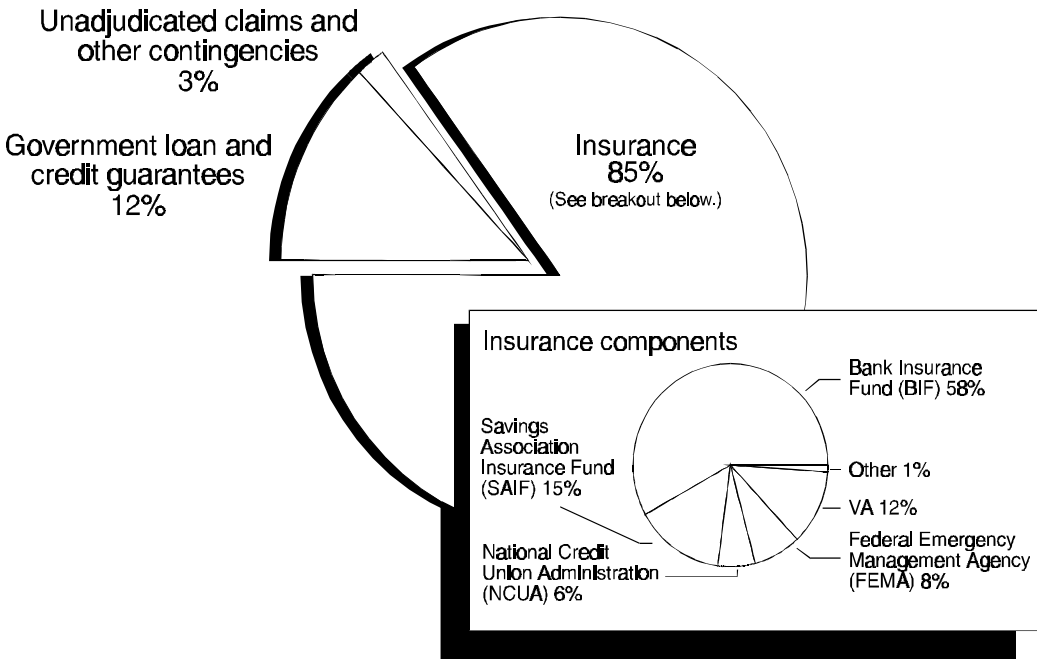 Unadjudicated claims and
other contingencies
3%
Government loan and
credit guarantees
12%
Insurance
85%
(See breakout below.)
Insurance components
Bank Insurance
Fund (BIF) 58%
Savings
Association
Insurance Fund
(SAIF) 15%
Other 1%
VA 12%
Federal Emergency
Management Agency
(FEMA) 8%
National Credit
Union Administration
(NCUA) 6%